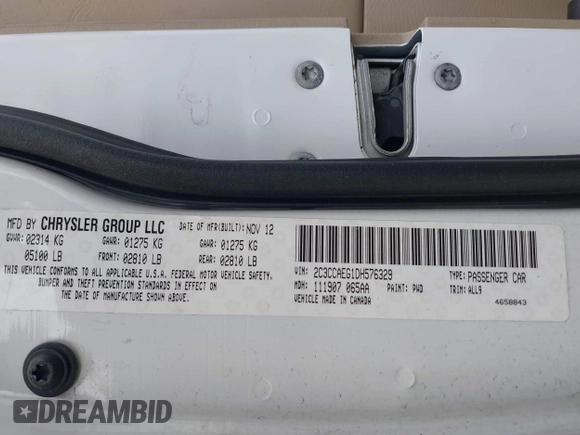 MFD BY CHRYSLER GROUP LLC DATE OF MFR(BUILT): NOV 12
GVWR: 02314 KG GAWR: 01275 KG GAWR: 01275 KG
05100 LB FRONT: 02810 LB REAR: 02810 LB
THIS VEHICLE CONFORMS TO ALL APPLICABLE U.S.A. FEDERAL MOTOR VEHICLE SAFETY,
BUMPER AND THEFT PREVENTION STANDARDS IN EFFECT
ON THE DATE OF MANUFACTURE SHOWN ABOVE.
VIN: 2C3CCAEG1DH576329 TYPE: PASSENGER CAR
MDH: 111907 065AA PAINT: PWD TRIM: ALL9
VEHICLE MADE IN CANADA 4658843
DREAMBID